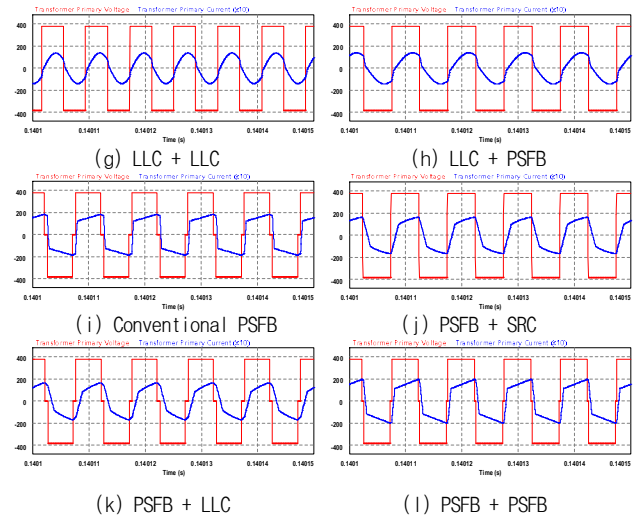 Transformer Primary Voltage Transformer Primary Current (x10) Transformer Primary Voltage Transformer Primary Current (x10)
400 400
200 200
0 0
-200 -200
-400 -400
0.1401 0.14011 0.14012 0.14013 0.14014 0.14015 0.1401 0.14011 0.14012 0.14013 0.14014 0.14015
Time (s) Time (s)
(g) LLC + LLC (h) LLC + PSFB
Transformer Primary Voltage Transformer Primary Current (x10) Transformer Primary Voltage Transformer Primary Current (x10)
400 400
200 200
0 0
-200 -200
-400 -400
0.1401 0.14011 0.14012 0.14013 0.14014 0.14015 0.1401 0.14011 0.14012 0.14013 0.14014 0.14015
Time (s) Time (s)
(i) Conventional PSFB (j) PSFB + SRC
Transformer Primary Voltage Transformer Primary Current (x10) Transformer Primary Voltage Transformer Primary Current (x10)
400 400
200 200
0 0
-200 -200
-400 -400
0.1401 0.14011 0.14012 0.14013 0.14014 0.14015 0.1401 0.14011 0.14012 0.14013 0.14014 0.14015
Time (s) Time (s)
(k) PSFB + LLC (l) PSFB + PSFB